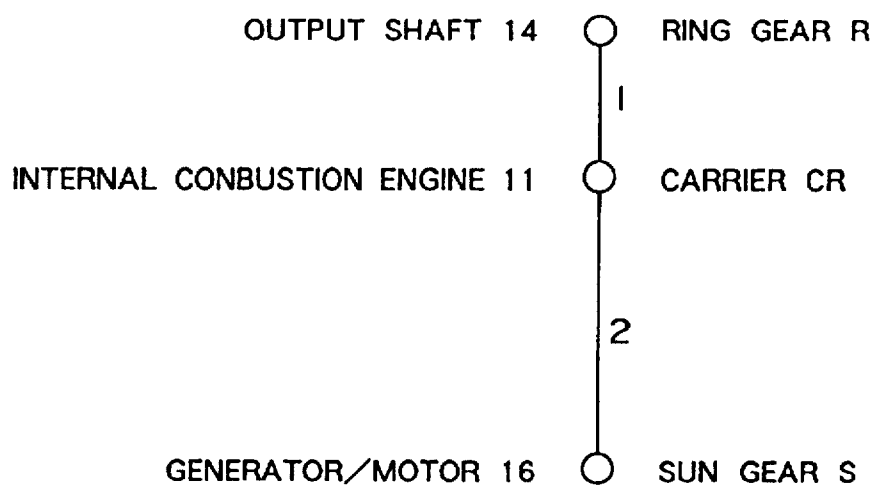 OUTPUT SHAFT 14 RING GEAR R
1
INTERNAL CONBUSTION ENGINE 11 CARRIER CR
2
GENERATOR/MOTOR 16 SUN GEAR S